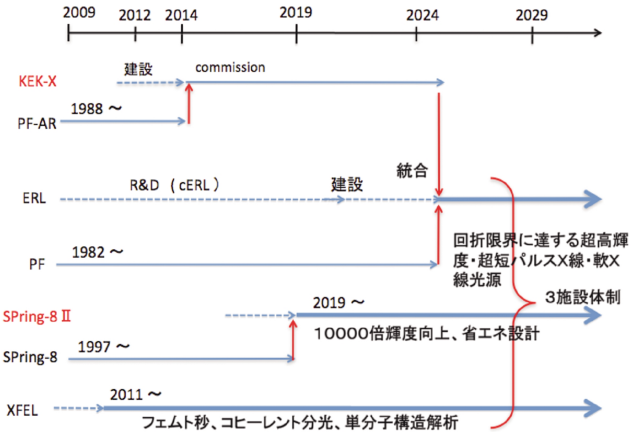 2009 2012 2014 2019 2024 2029
建設 commission
KEK-X
1988 ～
PF-AR
統合
R&D （cERL） 建設
ERL
1982 ～
PF
回折限界に達する超高輝
度・超短パルスX線・軟X
線光源
3施設体制
2019 ～
SPring-8 Ⅱ
10000倍輝度向上、省エネ設計
1997 ～
SPring-8
2011 ～
XFEL
フェムト秒、コヒーレント分光、単分子構造解析